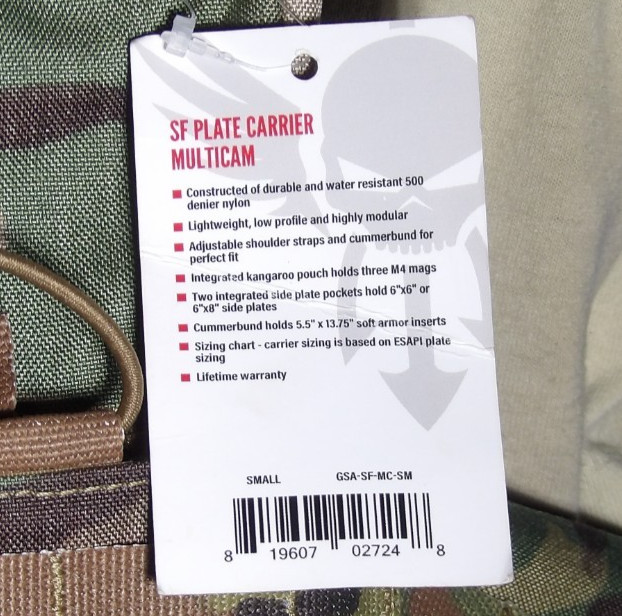 SF PLATE CARRIER
MULTICAM
Constructed of durable and water resistant 500
denier nylon
Lightweight, low profile and highly modular
Adjustable shoulder straps and cummerbund for
perfect fit
Integrated kangaroo pouch holds three M4 mags
Two integrated side plate pockets hold 6"x6" or
6"x8" side plates
Cummerbund holds 5.5" x 13.75" soft armor inserts
Sizing chart - carrier sizing is based on ESAPI plate
sizing
Lifetime warranty
SMALL GSA-SF-MC-SM
8 19607 02724 8